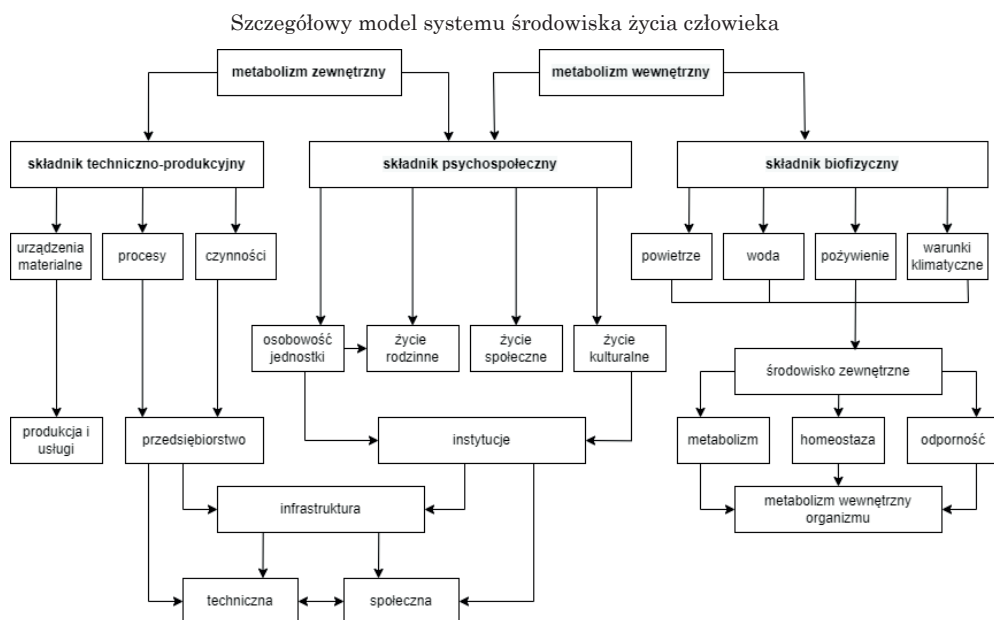 Szczegółowy model systemu środowiska życia człowieka
metabolizm zewnętrzny
metabolizm wewnętrzny
składnik techniczno-produkcyjny
składnik psychospołeczny
składnik biofizyczny
urządzenia
materialne
procesy
czynności
powietrze
woda
pożywienie
warunki
klimatyczne
osobowość
jednostki
życie
rodzinne
życie
społeczne
życie
kulturalne
środowisko zewnętrzne
produkcja i
usługi
przedsiębiorstwo
instytucje
metabolizm
homeostaza
odporność
infrastruktura
metabolizm wewnętrzny
organizmu
techniczna
społeczna